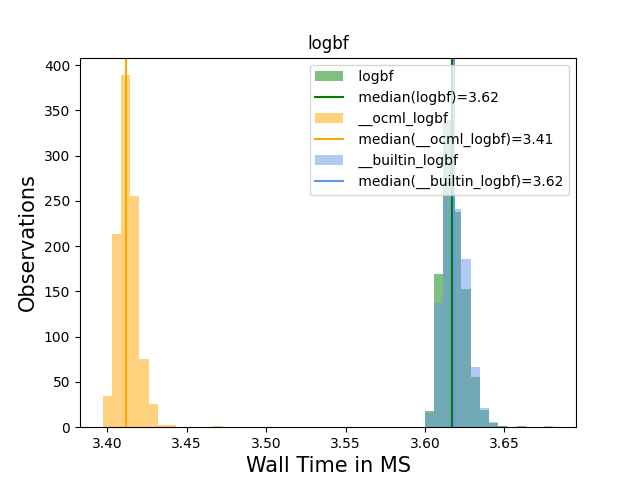 logbf
Observations
400
350
300
250
200
150
100
50
0
logbf
median(logbf)=3.62
__ocml_logbf
median(__ocml_logbf)=3.41
__builtin_logbf
median(__builtin_logbf)=3.62
3.40 3.45 3.50 3.55 3.60 3.65
Wall Time in MS